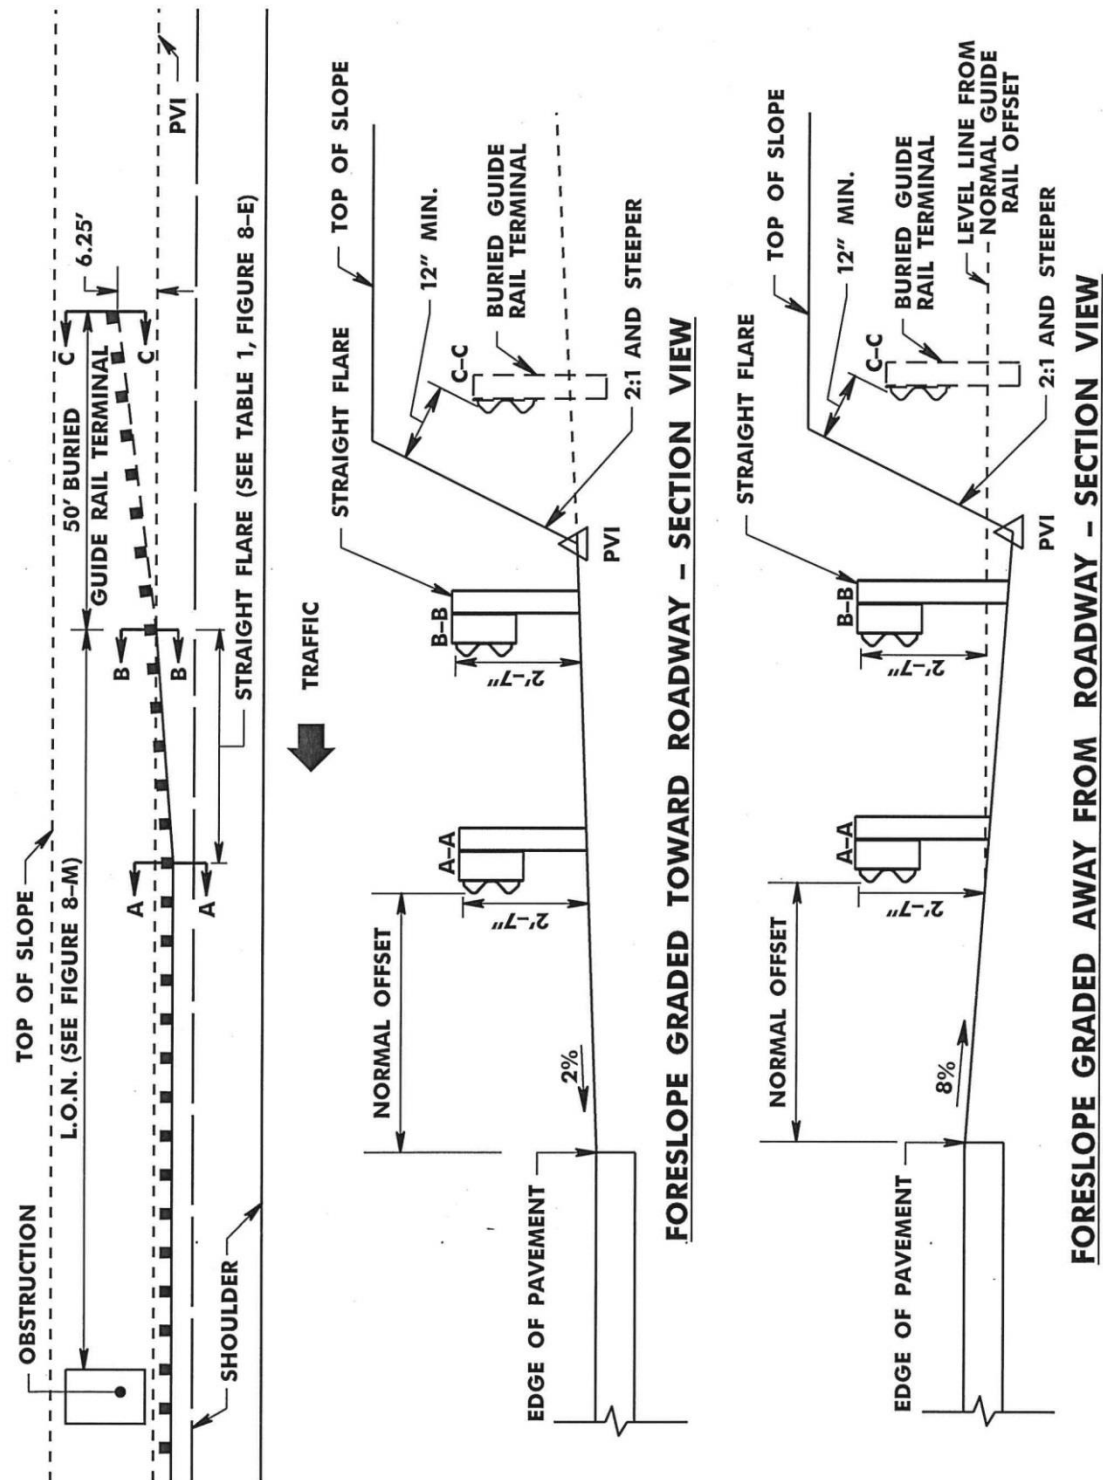 OBSTRUCTION
TOP OF SLOPE
L.O.N. (SEE FIGURE 8–M)
50' BURIED
GUIDE RAIL TERMINAL
6.25'
PVI
A
A
B
B
C
C
SHOULDER
STRAIGHT FLARE (SEE TABLE 1, FIGURE 8–E)
TRAFFIC
EDGE OF PAVEMENT
NORMAL OFFSET
2%
A–A
2'–7"
B–B
2'–7"
STRAIGHT FLARE
TOP OF SLOPE
12" MIN.
C–C
BURIED GUIDE
RAIL TERMINAL
2:1 AND STEEPER
PVI
FORESLOPE GRADED TOWARD ROADWAY – SECTION VIEW
EDGE OF PAVEMENT
NORMAL OFFSET
8%
A–A
2'–7"
B–B
2'–7"
STRAIGHT FLARE
TOP OF SLOPE
12" MIN.
C–C
BURIED GUIDE
RAIL TERMINAL
LEVEL LINE FROM
NORMAL GUIDE
RAIL OFFSET
2:1 AND STEEPER
PVI
FORESLOPE GRADED AWAY FROM ROADWAY – SECTION VIEW